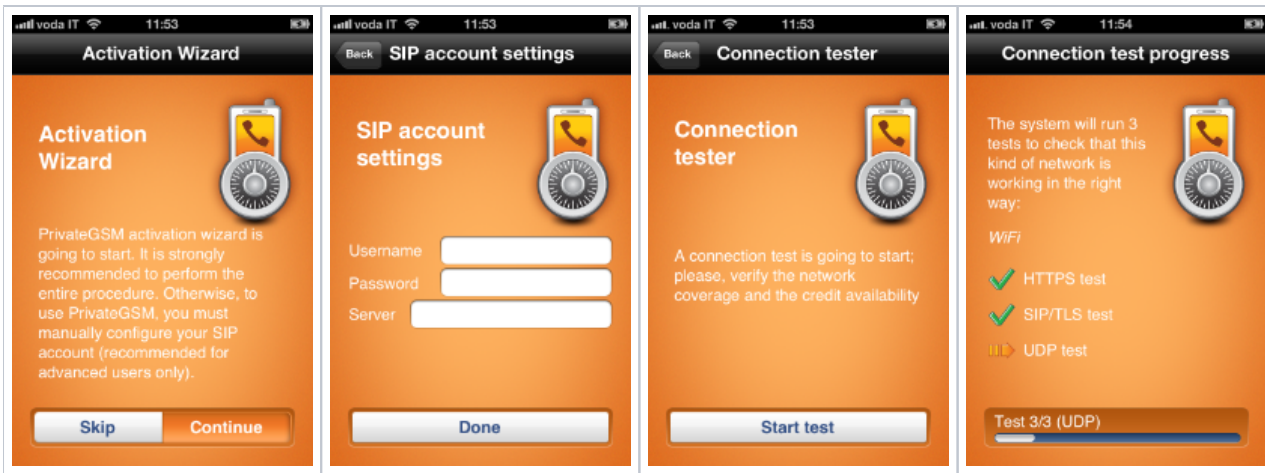 voda IT 11:53
Activation Wizard
Activation
Wizard
PrivateGSM activation wizard is
going to start. It is strongly
recommended to perform the
entire procedure. Otherwise, to
use PrivateGSM, you must
manually configure your SIP
account (recommended for
advanced users only).
Skip Continue
voda IT 11:53
Back SIP account settings
SIP account
settings
Username
Password
Server
Done
voda IT 11:53
Back Connection tester
Connection
tester
A connection test is going to start;
please, verify the network
coverage and the credit availability
Start test
voda IT 11:54
Connection test progress
The system will run 3
tests to check that this
kind of network is
working in the right
way:
WiFi
HTTPS test
SIP/TLS test
UDP test
Test 3/3 (UDP)